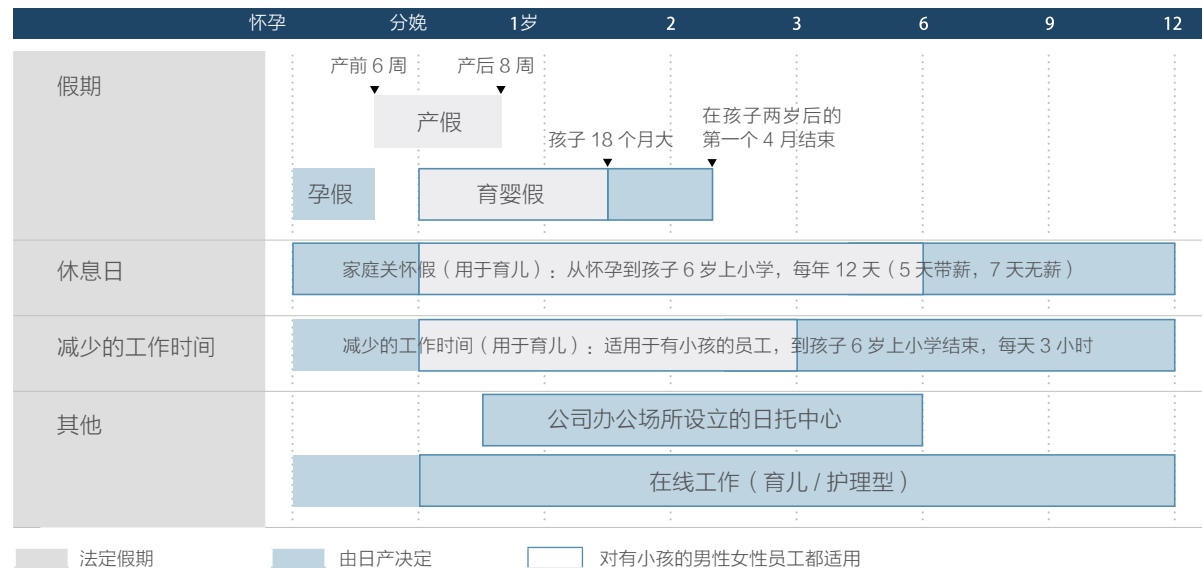 怀孕 分娩 1岁 2 3 6 9 12
假期
产前 6 周 产后 8 周
产假
孩子 18 个月大
在孩子两岁后的
第一个 4 月结束
孕假 育婴假
休息日
家庭关怀假（用于育儿）：从怀孕到孩子 6 岁上小学，每年 12 天（5 天带薪，7 天无薪）
减少的工作时间
减少的工作时间（用于育儿）：适用于有小孩的员工，到孩子 6 岁上小学结束，每天 3 小时
其他
公司办公场所设立的日托中心
在线工作（育儿 / 护理型）
法定假期 由日产决定 对有小孩的男性女性员工都适用